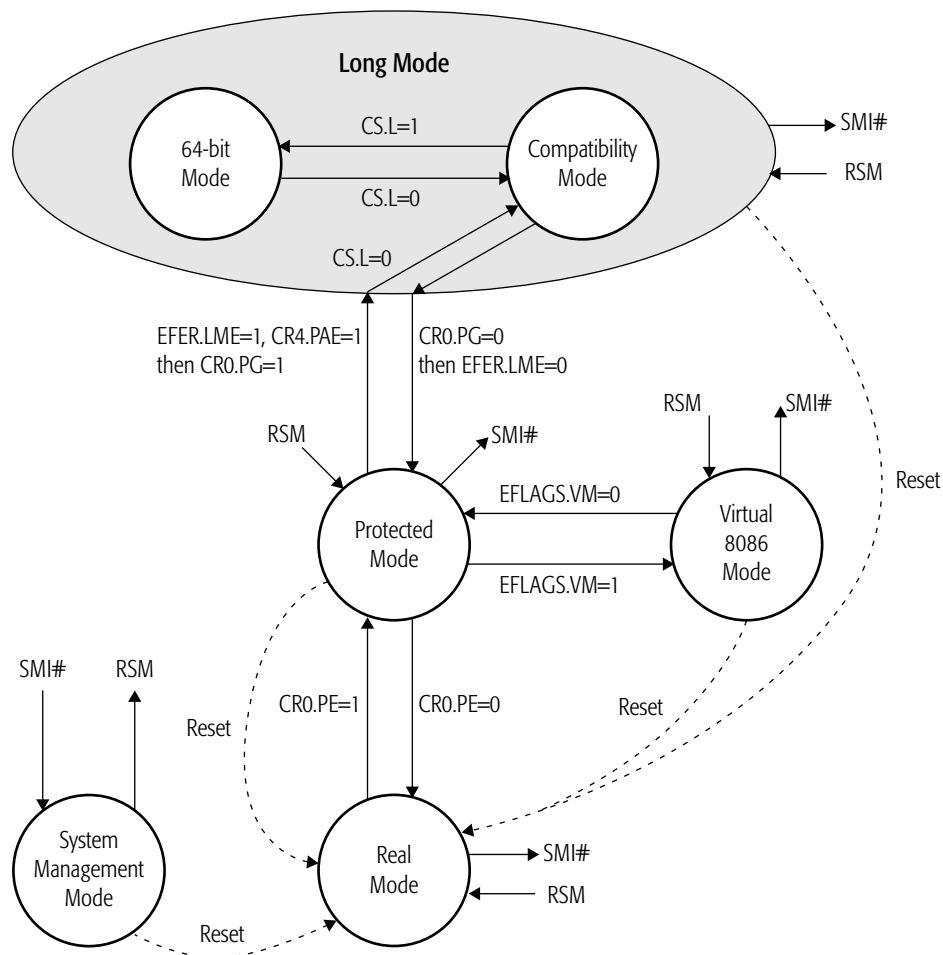 Long Mode
CS.L=1
SMI#
64-bit
Mode
Compatibility
Mode
RSM
CS.L=0
CS.L=0
EFER.LME=1, CR4.PAE=1
then CR0.PG=1
CR0.PG=0
then EFER.LME=0
RSM
SMI#
RSM
SMI#
Reset
EFLAGS.VM=0
Protected
Mode
Virtual
8086
Mode
EFLAGS.VM=1
SMI#
RSM
Reset
CR0.PE=1
CR0.PE=0
Reset
System
Management
Mode
Real
Mode
SMI#
RSM
Reset